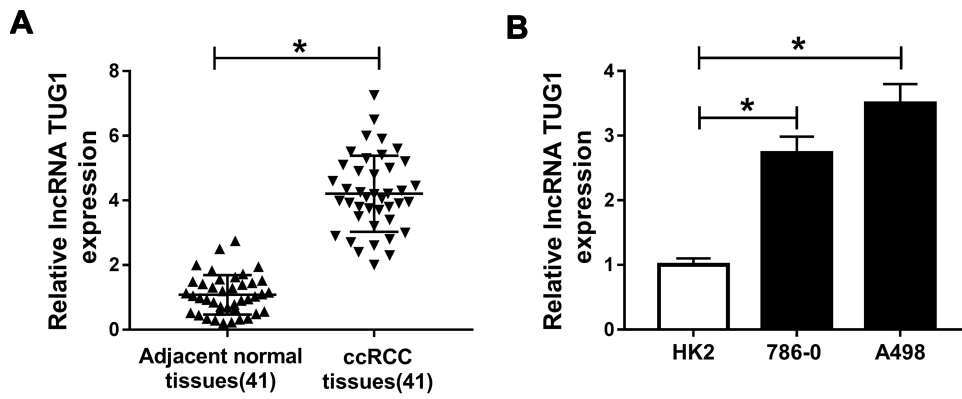 A
*
Relative lncRNA TUG1
expression
8
6
4
2
0
Adjacent normal
tissues(41)
ccRCC
tissues(41)
B
*
*
Relative lncRNA TUG1
expression
4
3
2
1
0
HK2
786-0
A498